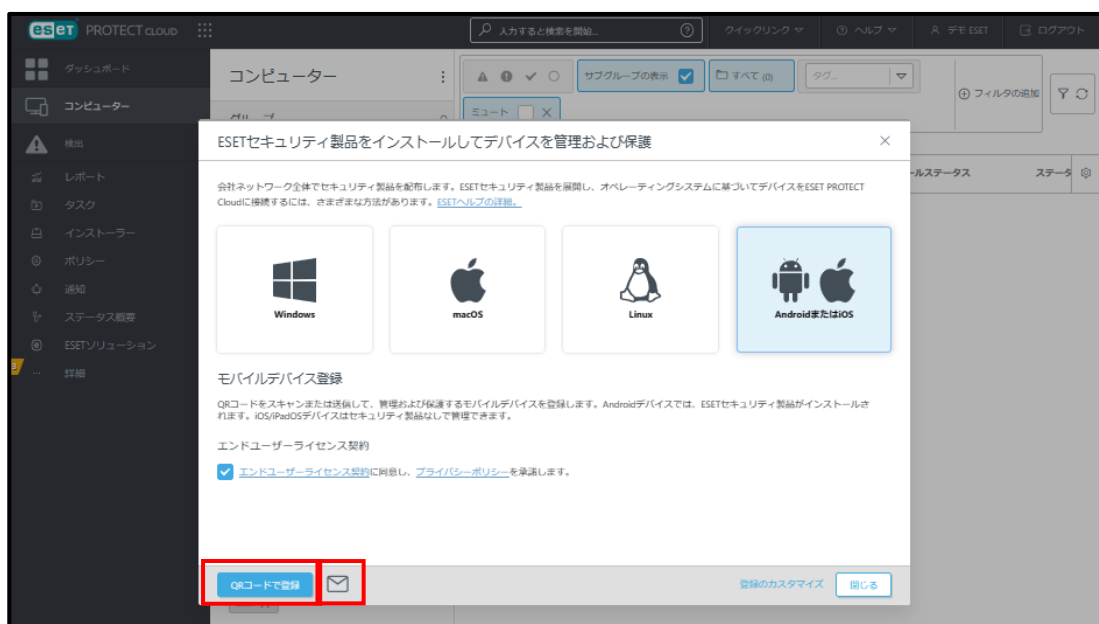 eset PROTECT CLOUD
入力すると検索を開始...
クイックリンク
ヘルプ
デモ ESET
ログアウト
ダッシュボード
コンピューター
検出
レポート
タスク
インストーラー
ポリシー
通知
ステータス概要
ESETソリューション
詳細
コンピューター
サブグループの表示
すべて (0)
タグ...
フィルタの追加
ミュート
ールステータス
ステータ
ESETセキュリティ製品をインストールしてデバイスを管理および保護
会社ネットワーク全体でセキュリティ製品を配布します。ESETセキュリティ製品を展開し、オペレーティングシステムに基づいてデバイスをESET PROTECT
Cloudに接続するには、さまざまな方法があります。ESETヘルプの詳細。
Windows
macOS
Linux
AndroidまたはiOS
モバイルデバイス登録
QRコードをスキャンまたは送信して、管理および保護するモバイルデバイスを登録します。Androidデバイスでは、ESETセキュリティ製品がインストールさ
れます。iOS/iPadOSデバイスはセキュリティ製品なしで管理できます。
エンドユーザーライセンス契約
エンドユーザーライセンス契約に同意し、プライバシーポリシーを承諾します。
QRコードで登録
登録のカスタマイズ
閉じる